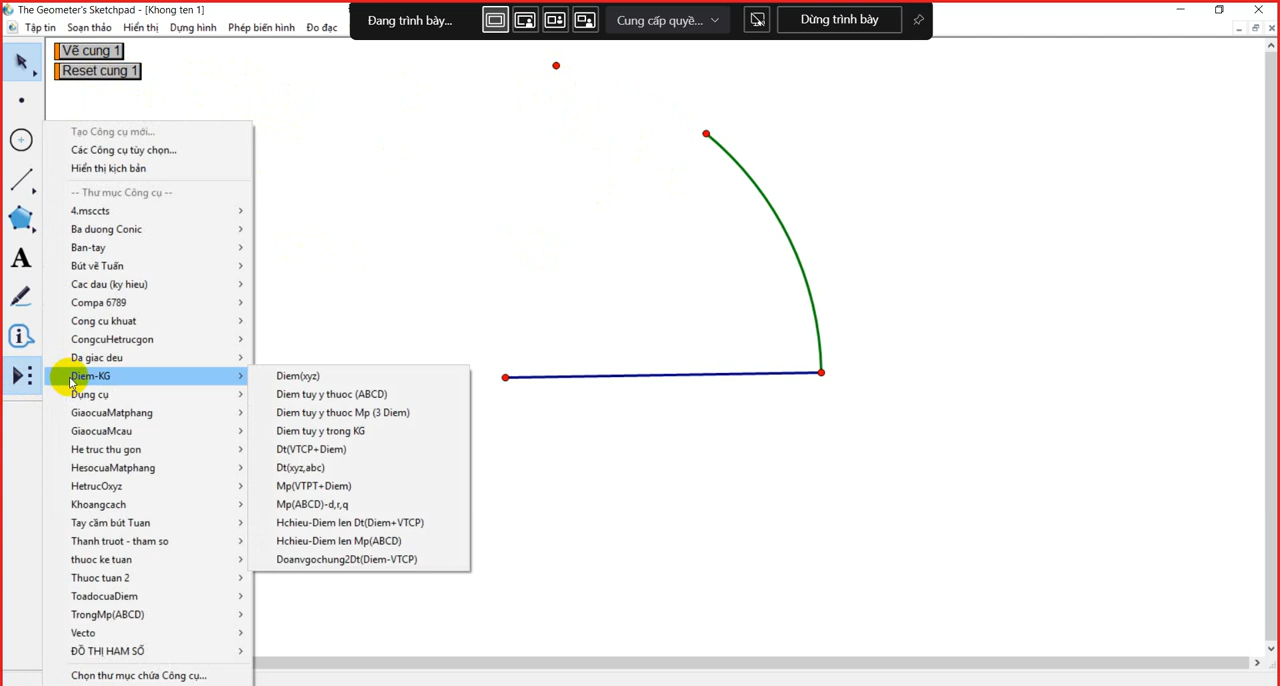 The Geometer's Sketchpad - [Khong ten 1]
Đang trình bày...
Cung cấp quyề...
Dừng trình bày
Tập tin Soạn thảo Hiển thị Dựng hình Phép biến hình Đo đạc
Vẽ cung 1
Reset cung 1
Tạo Công cụ mới...
Các Công cụ tùy chọn...
Hiển thị kịch bản
-- Thư mục Công cụ --
4.msccts
Ba duong Conic
Ban-tay
Bút vẽ Tuấn
Cac dau (ky hieu)
Compa 6789
Cong cu khuat
CongcuHetrucgon
Da giac deu
Diem-KG
Dụng cụ
GiaocuaMatphang
GiaocuaMcau
He truc thu gon
HesocuaMatphang
HetrucOxyz
Khoangcach
Tay cầm bút Tuan
Thanh truot - tham so
thuoc ke tuan
Thuoc tuan 2
ToadocuaDiem
TrongMp(ABCD)
Vecto
ĐỒ THỊ HAM SỐ
Chọn thư mục chứa Công cụ...
Diem(xyz)
Diem tuy y thuoc (ABCD)
Diem tuy y thuoc Mp (3 Diem)
Diem tuy y trong KG
Dt(VTCP+Diem)
Dt(xyz,abc)
Mp(VTPT+Diem)
Mp(ABCD)-d,r,q
Hchieu-Diem len Dt(Diem+VTCP)
Hchieu-Diem len Mp(ABCD)
Doanvgochung2Dt(Diem-VTCP)
A